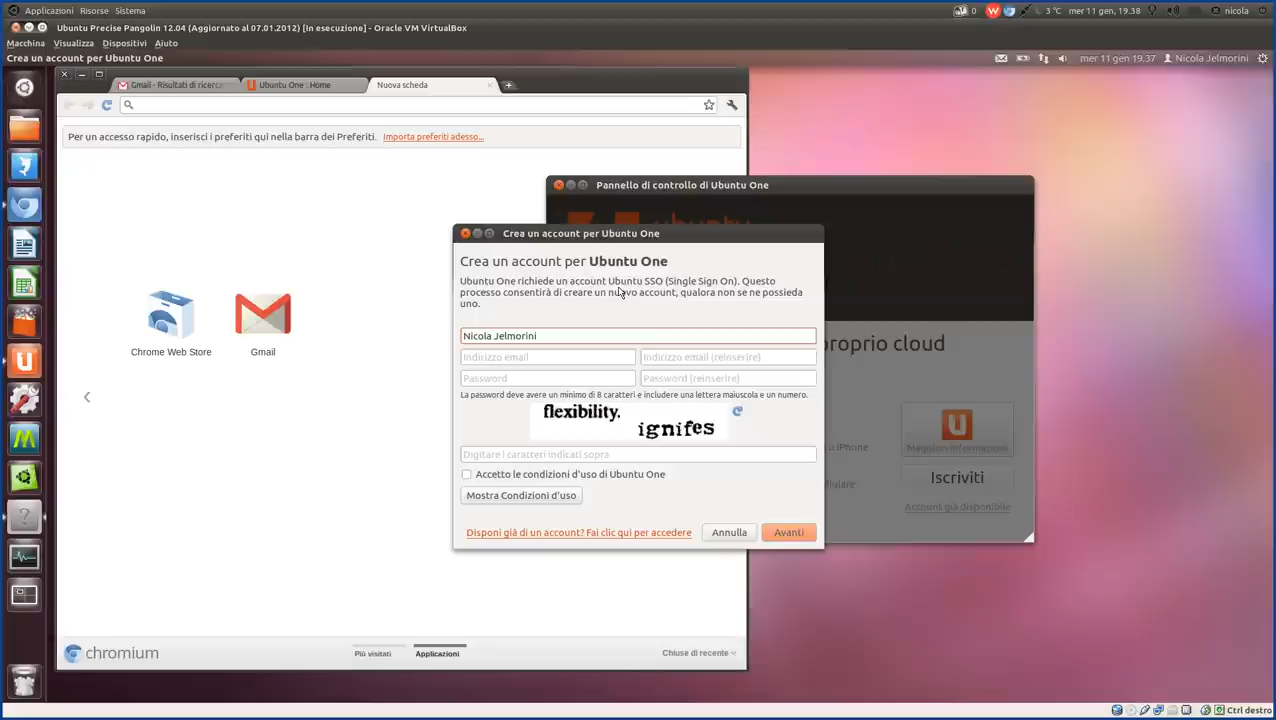 Applicazioni Risorse Sistema
0
3 °C mer 11 gen, 19.38 nicola
Ubuntu Precise Pangolin 12.04 (Aggiornato al 07.01.2012) [In esecuzione] - Oracle VM VirtualBox
Macchina Visualizza Dispositivi Aiuto
Crea un account per Ubuntu One
mer 11 gen 19.37 Nicola Jelmorini
Gmail - Risultati di ricerca
Ubuntu One : Home
Nuova scheda
Per un accesso rapido, inserisci i preferiti qui nella barra dei Preferiti. Importa preferiti adesso...
Pannello di controllo di Ubuntu One
ubuntu
Crea un account per Ubuntu One
Crea un account per Ubuntu One
Ubuntu One richiede un account Ubuntu SSO (Single Sign On). Questo
processo consentirà di creare un nuovo account, qualora non se ne possieda
uno.
Nicola Jelmorini
Indirizzo email
Indirizzo email (reinserire)
Password
Password (reinserire)
La password deve avere un minimo di 8 caratteri e includere una lettera maiuscola e un numero.
flexibility.
ignifes
Digitare i caratteri indicati sopra
Accetto le condizioni d'uso di Ubuntu One
Mostra Condizioni d'uso
Disponi già di un account? Fai clic qui per accedere
Annulla
Avanti
proprio cloud
a iPhone
Maggiori informazioni
Iscriviti
Account già disponibile
Chrome Web Store
Gmail
chromium
Più visitati
Applicazioni
Chiuse di recente
Ctrl destro